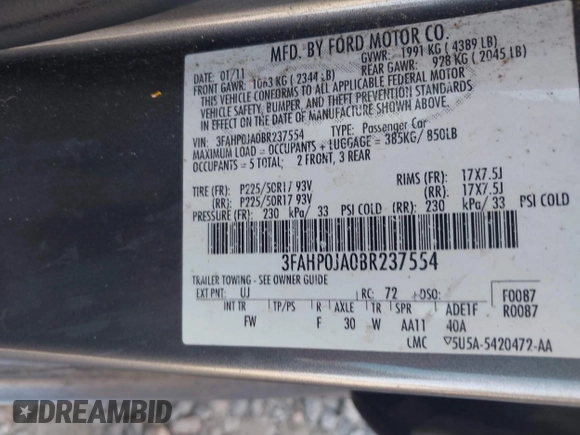 MFD. BY FORD MOTOR CO.
DATE: 01/11 GVWR: 1991 KG ( 4389 LB)
FRONT GAWR: 1063 KG ( 2344 LB) REAR GAWR: 928 KG ( 2045 LB)
THIS VEHICLE CONFORMS TO ALL APPLICABLE FEDERAL MOTOR
VEHICLE SAFETY, BUMPER, AND THEFT PREVENTION STANDARDS
IN EFFECT ON THE DATE OF MANUFACTURE SHOWN ABOVE.
VIN: 3FAHP0JA0BR237554 TYPE: Passenger Car
MAXIMUM LOAD = OCCUPANTS + LUGGAGE = 385KG/ 850LB
OCCUPANTS = 5 TOTAL; 2 FRONT, 3 REAR
TIRE (FR): P225/50R17 93V RIMS (FR): 17X7.5J
(RR): P225/50R17 93V (RR): 17X7.5J
PRESSURE (FR): 230 kPa/ 33 PSI COLD (RR): 230 kPa/ 33 PSI COLD
3FAHP0JA0BR237554
TRAILER TOWING - SEE OWNER GUIDE
EXT PNT: UJ RC: 72 DSO: F0087
INT TR TP/PS R AXLE TR SPR ADE1F R0087
FW F 30 W AA11 40A
LMC 5U5A-5420472-AA
DREAMBID